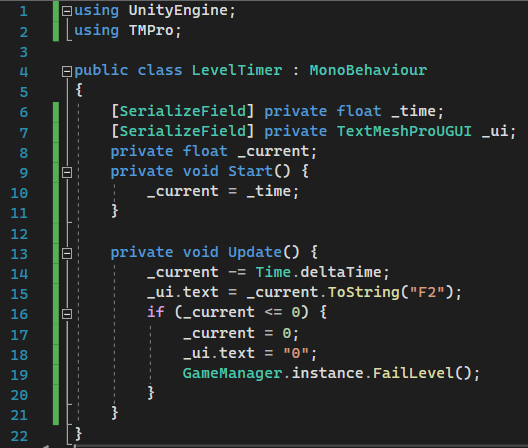 1 using UnityEngine;
2 using TMPro;
3
4 public class LevelTimer : MonoBehaviour
5 {
6     [SerializeField] private float _time;
7     [SerializeField] private TextMeshProUGUI _ui;
8     private float _current;
9     private void Start() {
10         _current = _time;
11     }
12
13     private void Update() {
14         _current -= Time.deltaTime;
15         _ui.text = _current.ToString("F2");
16         if (_current <= 0) {
17             _current = 0;
18             _ui.text = "0";
19             GameManager.instance.FailLevel();
20         }
21     }
22 }